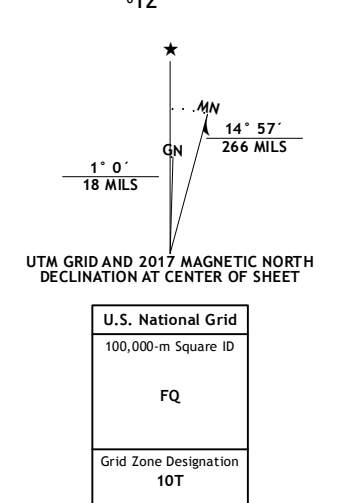 MN
GN
14° 57´
266 MILS
1° 0´
18 MILS
UTM GRID AND 2017 MAGNETIC NORTH
DECLINATION AT CENTER OF SHEET
U.S. National Grid
100,000-m Square ID
FQ
Grid Zone Designation
10T